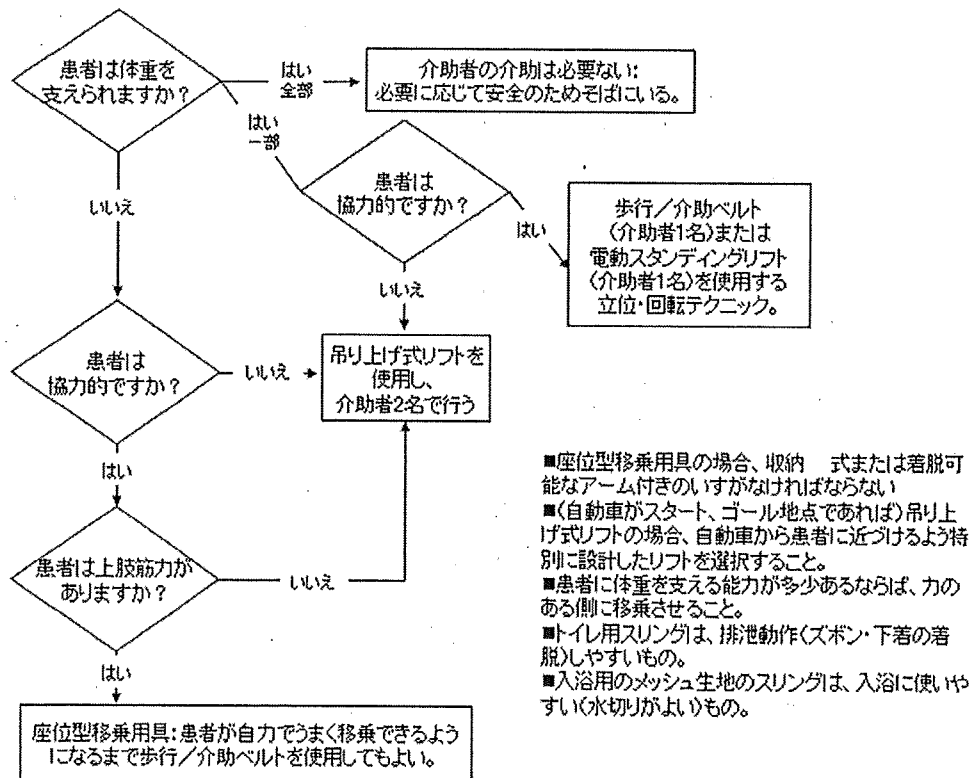 患者は体重を
支えられますか？
はい
全部
介助者の介助は必要ない：
必要に応じて安全のためそばにいる。
はい
一部
患者は
協力的ですか？
はい
歩行／介助ベルト
（介助者1名）または
電動スタンディングリフト
（介助者1名）を使用する
立位・回転テクニック。
いいえ
いいえ
患者は
協力的ですか？
いいえ
吊り上げ式リフトを
使用し、
介助者2名で行う
はい
患者は上肢筋力が
ありますか？
いいえ
はい
座位型移乗用具：患者が自力でうまく移乗できるよう
になるまで歩行／介助ベルトを使用してもよい。
■座位型移乗用具の場合、収納　式または着脱可
能なアーム付きのいすがなければならない
■（自動車がスタート、ゴール地点であれば）吊り上
げ式リフトの場合、自動車から患者に近づけるよう特
別に設計したリフトを選択すること。
■患者に体重を支える能力が多少あるならば、力の
ある側に移乗させること。
■トイレ用スリングは、排泄動作（ズボン・下着の着
脱）しやすいもの。
■入浴用のメッシュ生地のスリングは、入浴に使いや
すい（水切りがよい）もの。